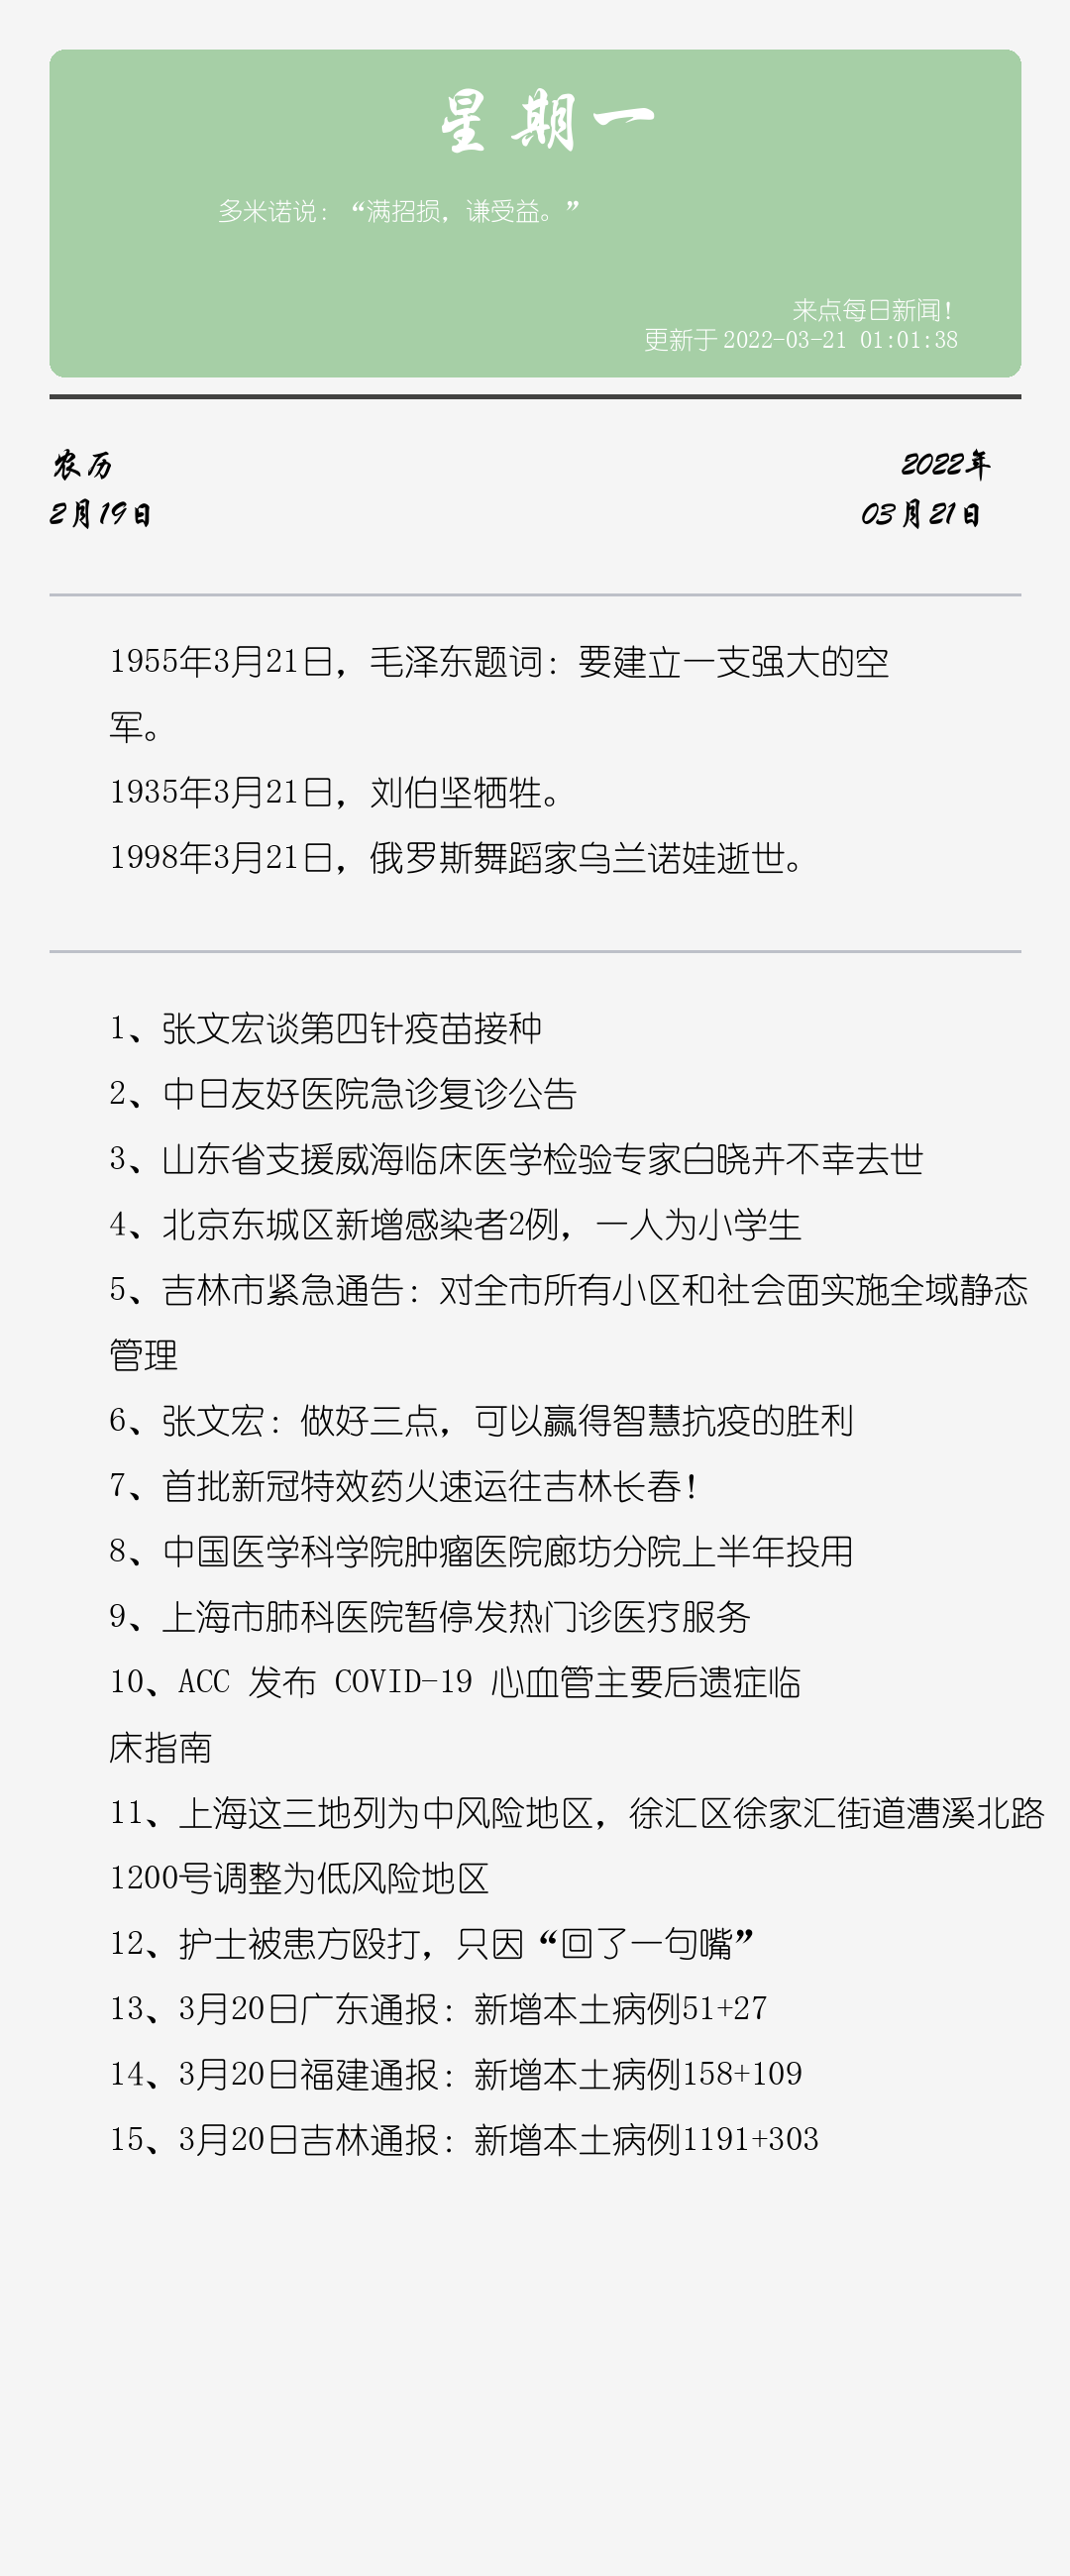 星期一
多米诺说：“满招损，谦受益。”
来点每日新闻！
更新于 2022-03-21 01:01:38
农历
2月19日
2022年
03月21日
1955年3月21日，毛泽东题词：要建立一支强大的空
军。
1935年3月21日，刘伯坚牺牲。
1998年3月21日，俄罗斯舞蹈家乌兰诺娃逝世。
1、张文宏谈第四针疫苗接种
2、中日友好医院急诊复诊公告
3、山东省支援威海临床医学检验专家白晓卉不幸去世
4、北京东城区新增感染者2例，一人为小学生
5、吉林市紧急通告：对全市所有小区和社会面实施全域静态
管理
6、张文宏：做好三点，可以赢得智慧抗疫的胜利
7、首批新冠特效药火速运往吉林长春！
8、中国医学科学院肿瘤医院廊坊分院上半年投用
9、上海市肺科医院暂停发热门诊医疗服务
10、ACC 发布 COVID-19 心血管主要后遗症临
床指南
11、上海这三地列为中风险地区，徐汇区徐家汇街道漕溪北路
1200号调整为低风险地区
12、护士被患方殴打，只因“回了一句嘴”
13、3月20日广东通报：新增本土病例51+27
14、3月20日福建通报：新增本土病例158+109
15、3月20日吉林通报：新增本土病例1191+303